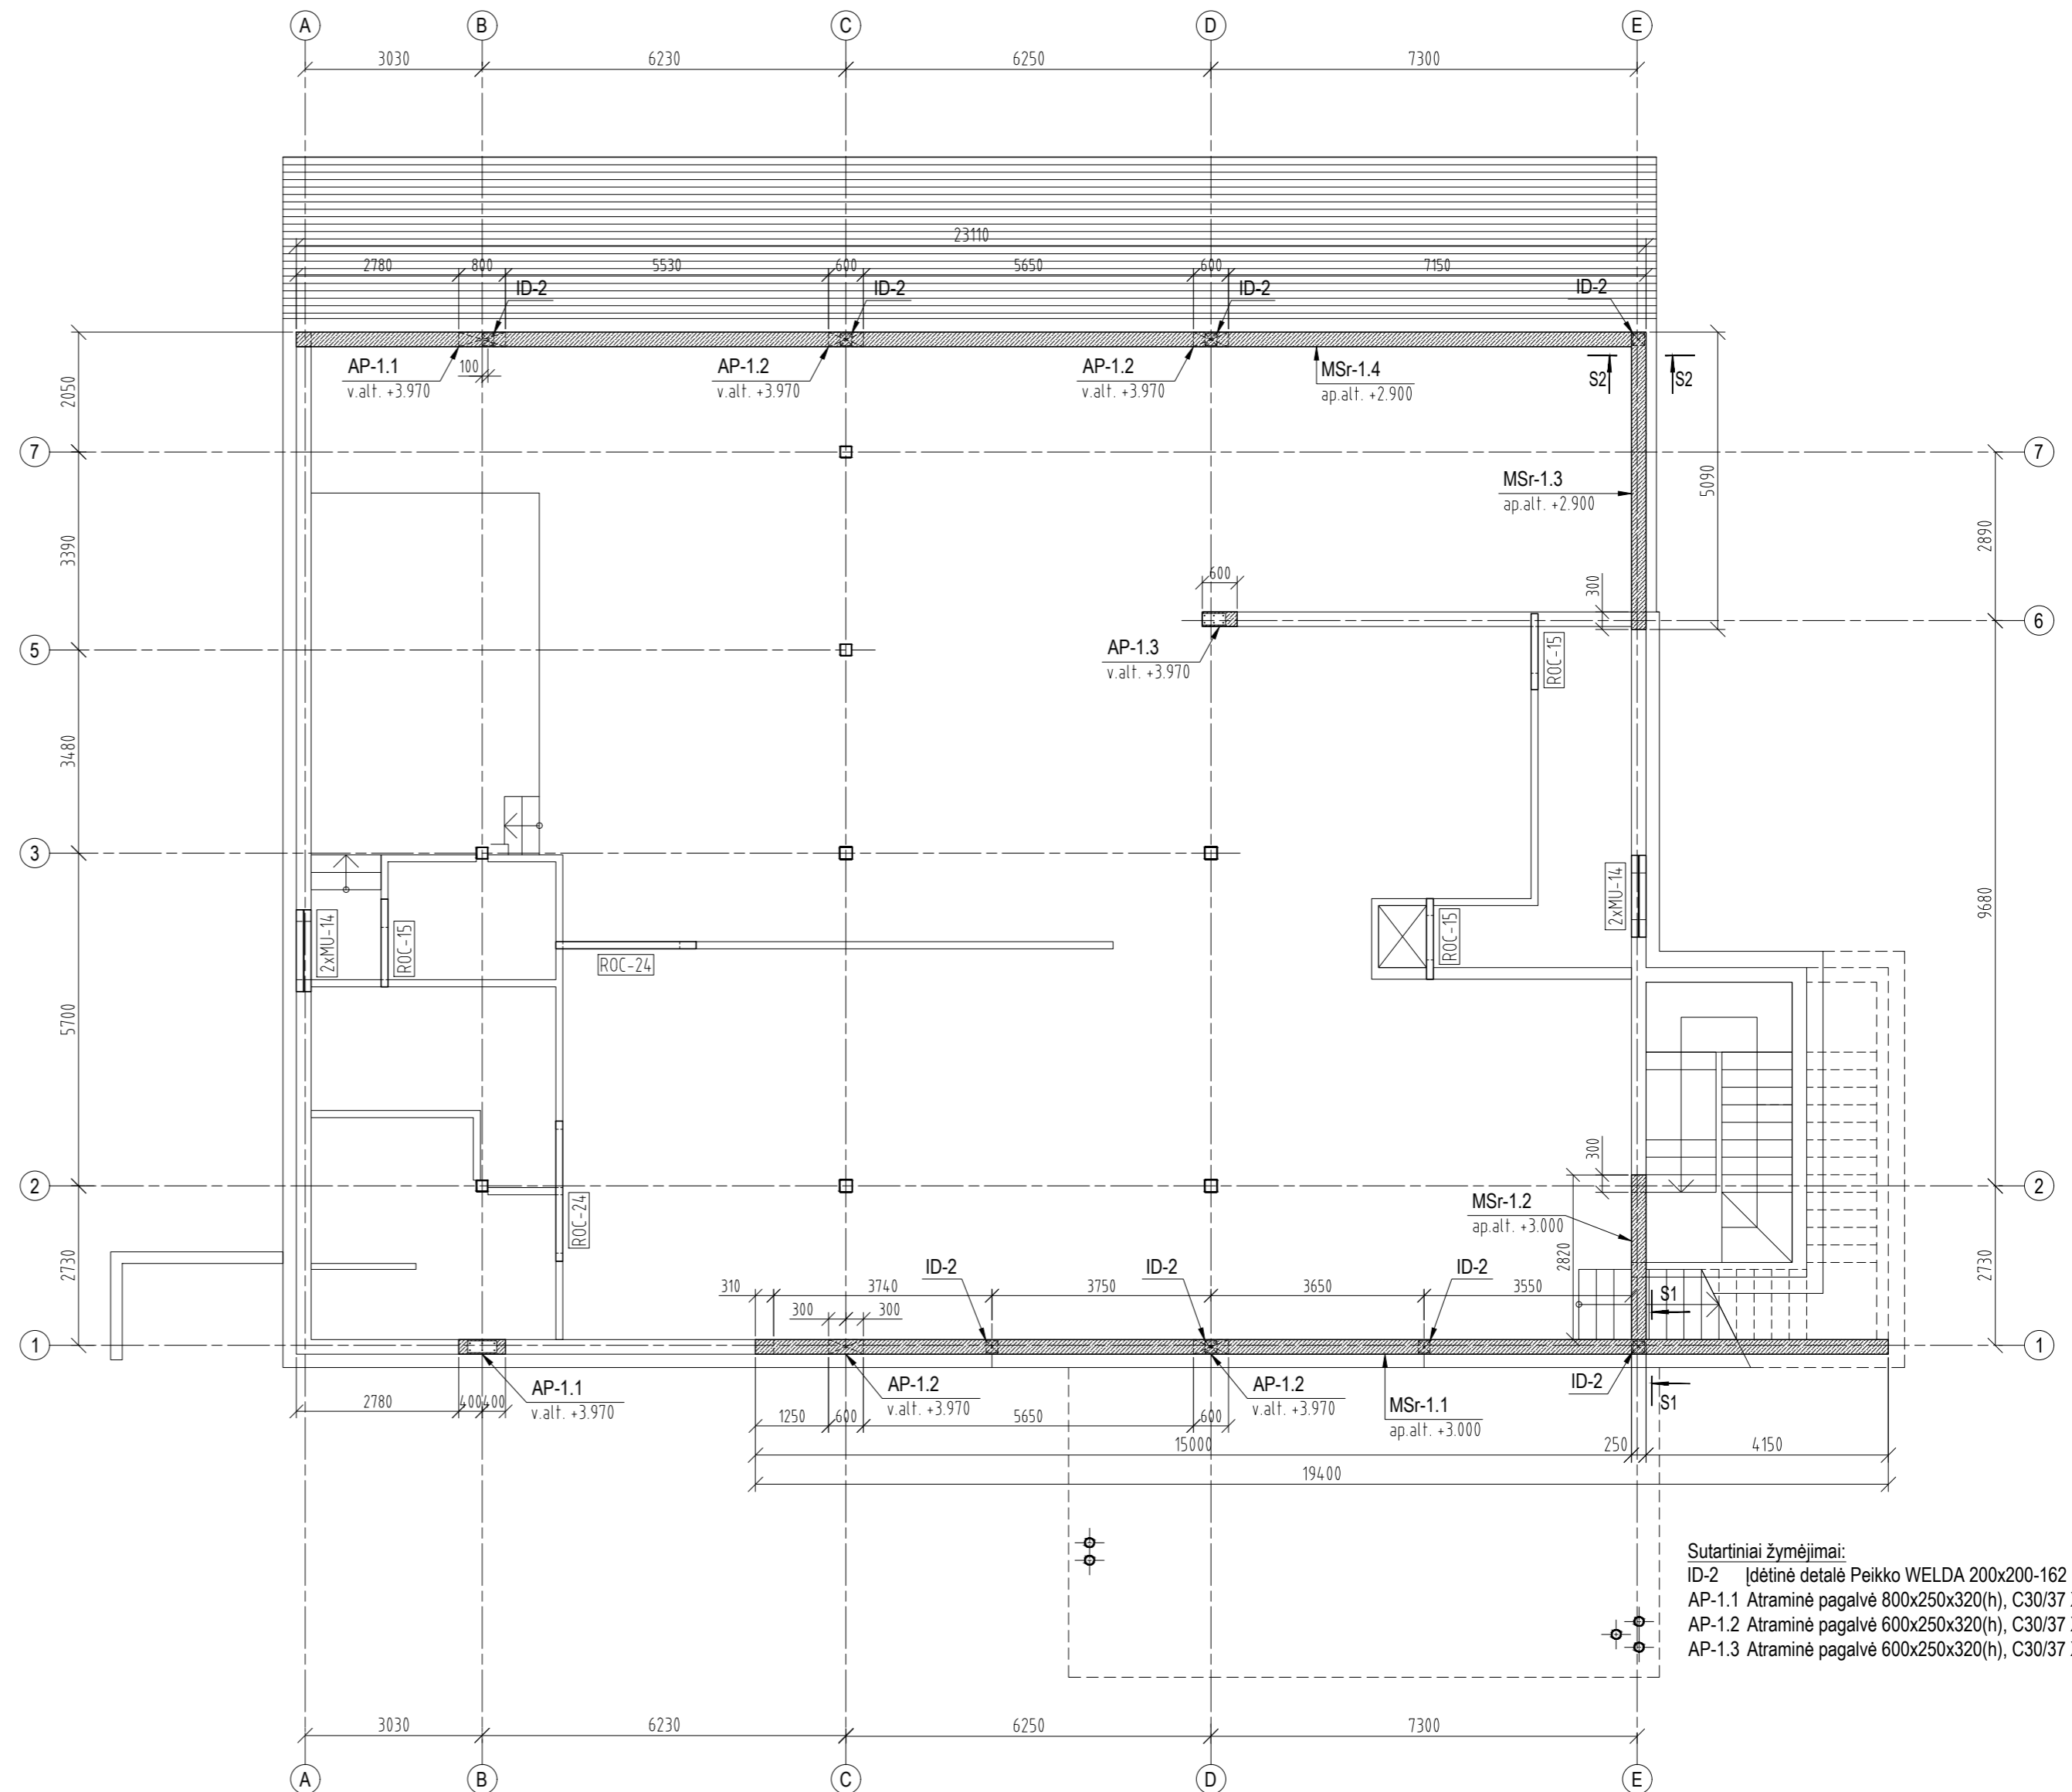 A B C D E
3030 6230 6250 7300
23110
2780 800 5530 600 5650 600 7150
ID-2 ID-2 ID-2 ID-2
AP-1.1
v.alt. +3.970
100
AP-1.2
v.alt. +3.970
AP-1.2
v.alt. +3.970
MSr-1.4
ap.alt. +2.900
S2 S2
2050
7 7
MSr-1.3
ap.alt. +2.900
5090
3390
2890
600
300
6
AP-1.3
v.alt. +3.970
5
ROC-15
3480
3
2xMU-14
ROC-15
ROC-24
ROC-15
2xMU-14
9680
5700
300
2 2
ROC-24
MSr-1.2
ap.alt. +3.000
2820
2730
2730
ID-2 ID-2 ID-2
310 3740 3750 3650 3550
300 300
S1
1 1
AP-1.1
v.alt. +3.970
AP-1.2
v.alt. +3.970
AP-1.2
v.alt. +3.970
MSr-1.1
ap.alt. +3.000
ID-2
S1
2780 400 400
1250 600 5650 600
15000 250 4150
19400
Sutartiniai žymėjimai:
ID-2 Įdėtinė detalė Peikko WELDA 200x200-162
AP-1.1 Atraminė pagalvė 800x250x320(h), C30/37
AP-1.2 Atraminė pagalvė 600x250x320(h), C30/37
AP-1.3 Atraminė pagalvė 600x250x320(h), C30/37
3030 6230 6250 7300
A B C D E